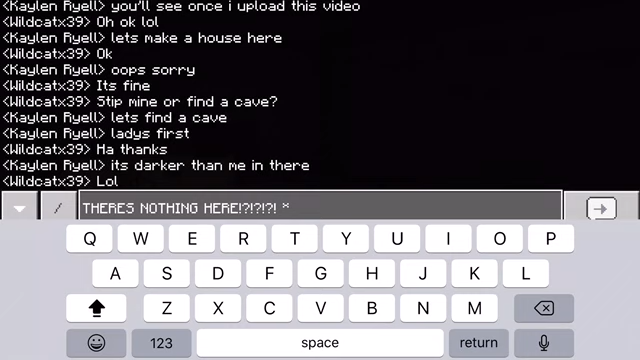 <Kaylen Ryell> you'll see once i upload this video
<Wildcatx39> Oh ok lol
<Kaylen Ryell> lets make a house here
<Wildcatx39> Ok
<Kaylen Ryell> oops sorry
<Wildcatx39> Its fine
<Wildcatx39> Stip mine or find a cave?
<Kaylen Ryell> lets find a cave
<Kaylen Ryell> ladys first
<Wildcatx39> Ha thanks
<Kaylen Ryell> its darker than me in there
<Wildcatx39> Lol
/ THERES NOTHING HERE!?!?!?! *
Q W E R T Y U I O P
A S D F G H J K L
Z X C V B N M
123 space return